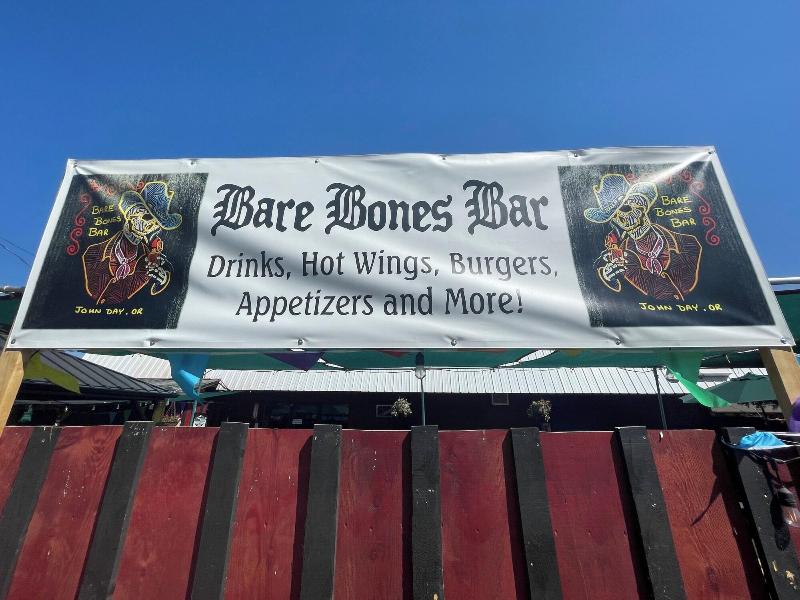 Bare Bones Bar
Drinks, Hot Wings, Burgers,
Appetizers and More!
BARE
BONES
BAR
JOHN DAY, OR
BARE
BONES
BAR
JOHN DAY, OR